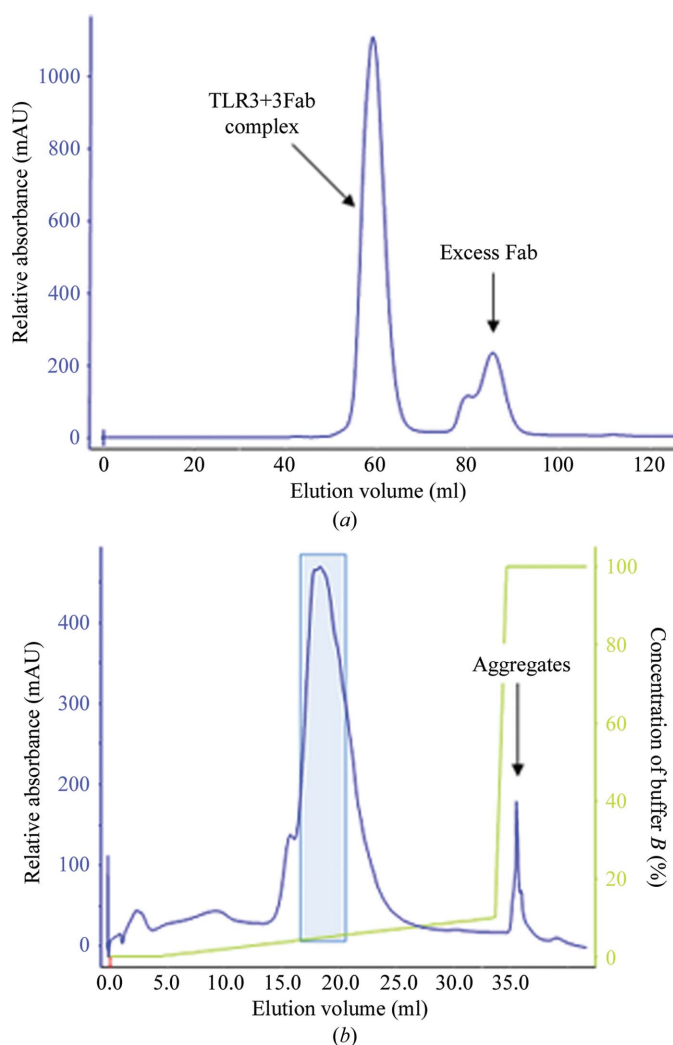 1000
800
600
400
200
0
Relative absorbance (mAU)
TLR3+3Fab
complex
Excess Fab
0 20 40 60 80 100 120
Elution volume (ml)
(a)
400
300
200
100
0
Relative absorbance (mAU)
Aggregates
100
80
60
40
20
0
Concentration of buffer B (%)
0.0 5.0 10.0 15.0 20.0 25.0 30.0 35.0
Elution volume (ml)
(b)